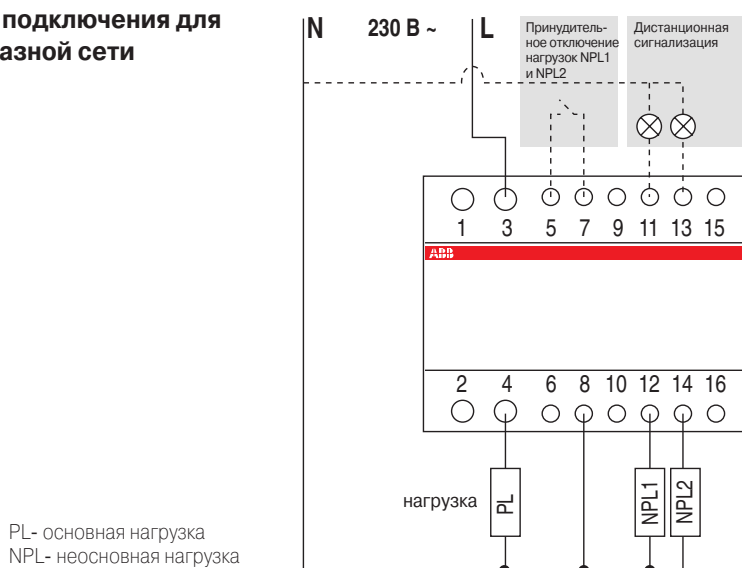 подключения для
азной сети
N 230 В ~ L
Принудитель-
ное отключение
нагрузок NPL1
и NPL2
Дистанционная
сигнализация
1 3 5 7 9 11 13 15
ABB
2 4 6 8 10 12 14 16
нагрузка
PL
NPL1
NPL2
PL- основная нагрузка
NPL- неосновная нагрузка